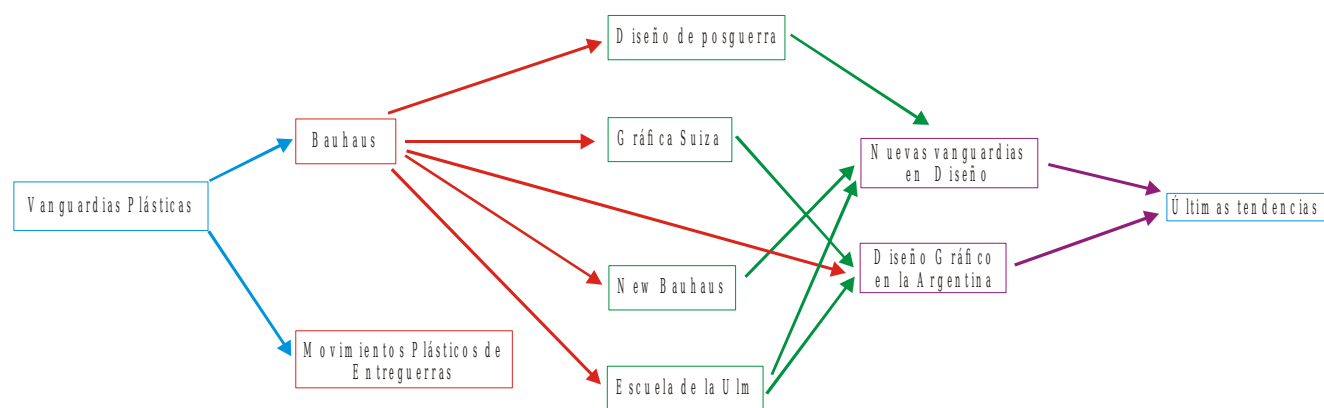 Diseño de posguerra
Bauhaus
Gráfica Suiza
Nuevas vanguardias
en Diseño
Vanguardias Plásticas
Últimas tendencias
New Bauhaus
Diseño Gráfico
en la Argentina
Movimientos Plásticos de
Entreguerras
Escuela de la Ulm